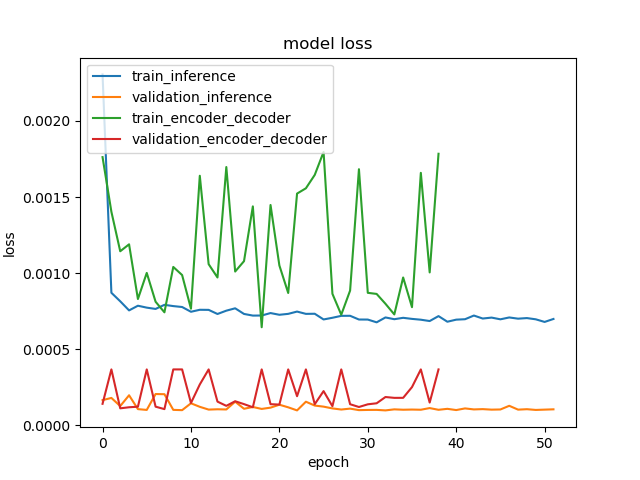 model loss
train_inference
validation_inference
train_encoder_decoder
validation_encoder_decoder
0.0020
0.0015
0.0010
0.0005
0.0000
loss
0 10 20 30 40 50
epoch